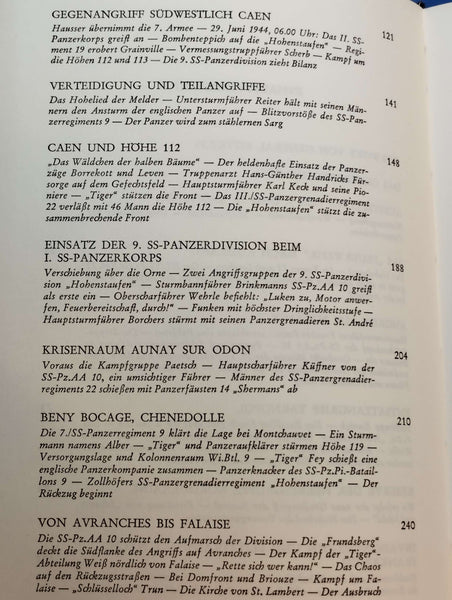 GEGENANGRIFF SÜDWESTLICH CAEN
Hausser übernimmt die 7. Armee — 29. Juni 1944, 06.00 Uhr: Das II. SS- 121
Panzerkorps greift an — Bombenteppich auf die „Hohenstaufen" — Regi-
ment 19 erobert Grainville — Vermessungstruppführer Scherb — Kampf um
die Höhen 112 und 113 — Die 9. SS-Panzerdivision zieht Bilanz
VERTEIDIGUNG UND TEILANGRIFFE
Das Hohelied der Melder — Untersturmführer Reiter hält mit seinen Män- 141
nern den Ansturm der englischen Panzer auf — Blitzvorstöße des SS-Pan-
zerregiments 9 — Der Panzer wird zum stählernen Sarg
CAEN UND HÖHE 112
„Das Wäldchen der halben Bäume" — Der heldenhafte Einsatz der Panzer- 148
züge Borrekott und Leven — Truppenarzt Hans-Günther Handricks Für-
sorge auf dem Gefechtsfeld — Hauptsturmführer Karl Keck und seine Pio-
niere — „Tiger" stützen die Front — Das III./SS-Panzergrenadierregiment
22 verläßt mit 46 Mann die Höhe 112 — Die „Hohenstaufen" stützt die zu-
sammenbrechende Front
EINSATZ DER 9. SS-PANZERDIVISION BEIM
I. SS-PANZERKORPS
Verschiebung über die Orne — Zwei Angriffsgruppen der 9. SS-Panzerdivi- 188
sion „Hohenstaufen" — Sturmbannführer Brinkmanns SS-Pz.AA 10 greift
als erste ein — Oberscharführer Wehrle befiehlt: „Luken zu, Motor anwer-
fen, Feuerbereitschaft, durch!" — Funken mit höchster Dringlichkeitsstufe —
Hauptsturmführer Borchers stürmt mit seinen Panzergrenadieren St. André
KRISENRAUM AUNAY SUR ODON 204
Voraus die Kampfgruppe Paetsch — Hauptscharführer Küffner von der
SS-Pz.AA 10, ein umsichtiger Führer — Männer des SS-Panzergrenadier-
regiments 22 schießen mit Panzerfäusten 14 „Shermans" ab
BENY BOCAGE, CHENEDOLLE 210
Die 7./SS-Panzerregiment 9 klärt die Lage bei Montchauvet — Ein Sturm-
mann namens Alber — „Tiger" und Panzeraufklärer stürmen Höhe 119 —
Versorgungslage und Kolonnenraum Wi.Btl. 9 — „Tiger" Fey schießt eine
englische Panzerkompanie zusammen — Panzerknacker des SS-Pz.Pi.-Batail-
lons 9 — Zollhöfers SS-Panzergrenadierregiment „Hohenstaufen" — Der
Rückzug beginnt
VON AVRANCHES BIS FALAISE 240
Die SS-Pz.AA 10 schützt den Aufmarsch der Division — Die „Frundsberg"
deckt die Südflanke des Angriffs auf Avranches — Der Kampf der „Tiger"-
Abteilung Weiß nördlich von Falaise — „Rette sich wer kann!" — Das Chaos
auf den Rückzugsstraßen — Bei Domfront und Briouze — Kampf um Fa-
laise — „Schlüsselloch" Trun — Die Kirche von St. Lambert — Der Ausbruch